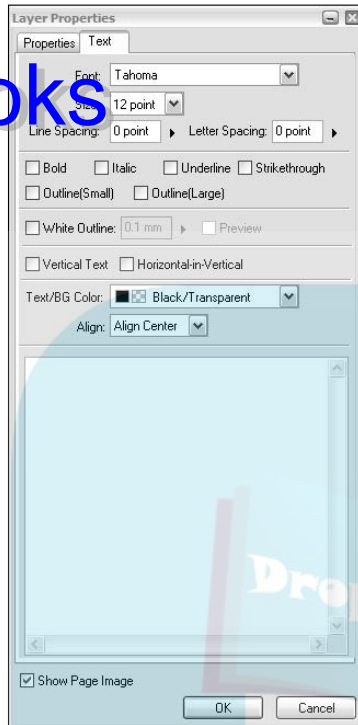 Layer Properties
Properties Text
Font: Tahoma
oks
Size: 12 point
Line Spacing: 0 point Letter Spacing: 0 point
Bold Italic Underline Strikethrough
Outline(Small) Outline(Large)
White Outline: 0.1 mm Preview
Vertical Text Horizontal-in-Vertical
Text/BG Color: Black/Transparent
Align: Align Center
Drop
Show Page Image
OK Cancel